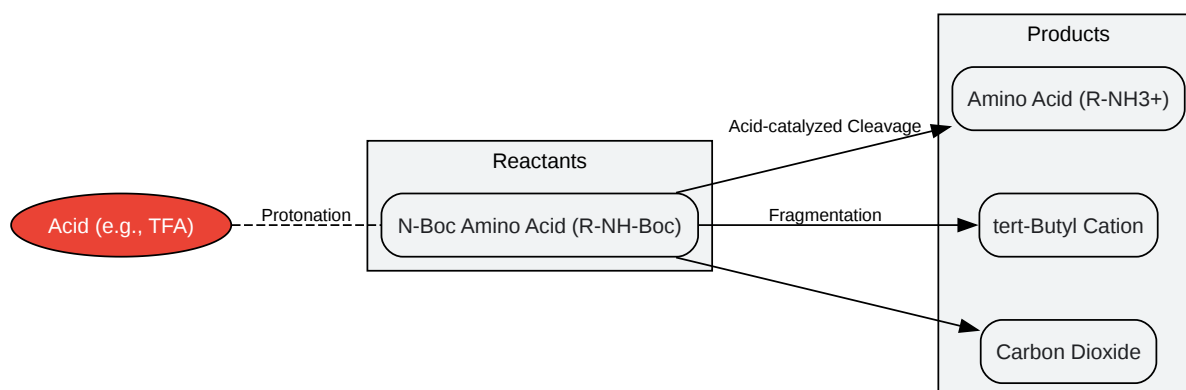 Products
Amino Acid (R-NH3+)
Acid-catalyzed Cleavage
Reactants
Acid (e.g., TFA)
Protonation
N-Boc Amino Acid (R-NH-Boc)
Fragmentation
tert-Butyl Cation
Carbon Dioxide